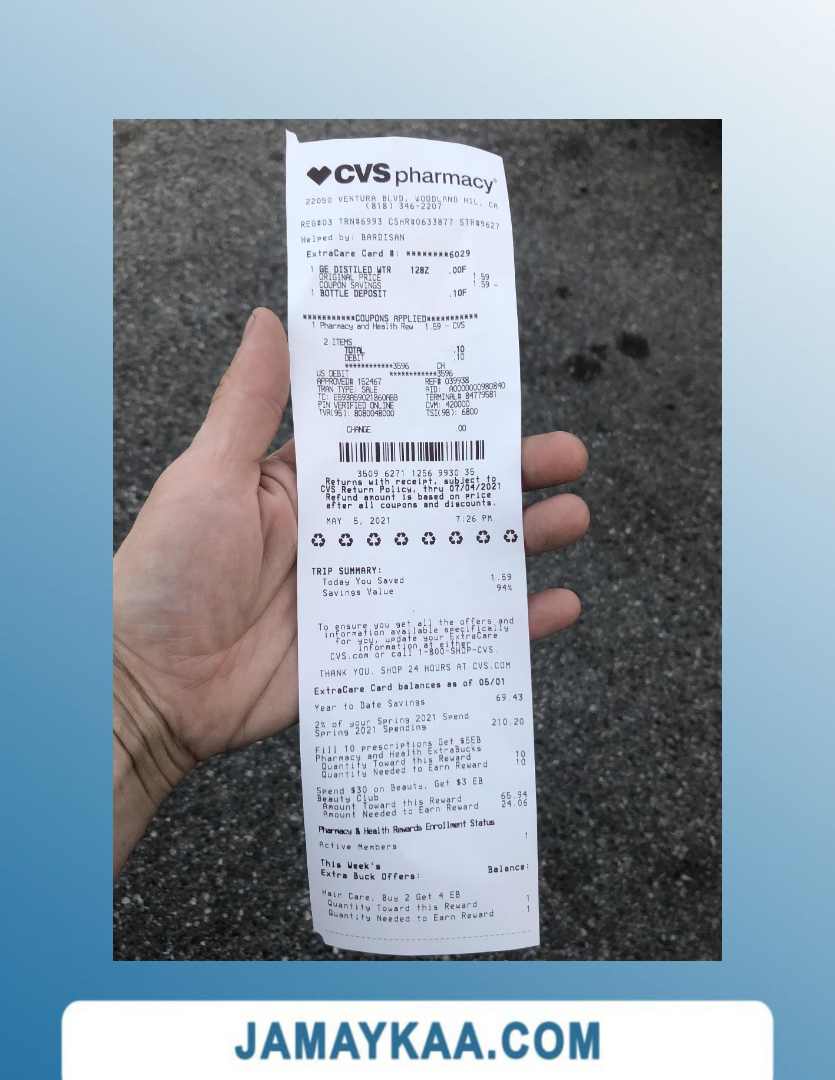 CVS pharmacy®
22050 VENTURA BLVD, WOODLAND HIL, CA
(818) 346-2207
REG#03 TRN#6993 CSHR#0633877 STR#9627
Helped by: BARDISAN
ExtraCare Card #: ********6029
1 GE DISTILED WTR 128Z .00F
ORIGINAL PRICE 1.59
COUPON SAVINGS 1.59 -
1 BOTTLE DEPOSIT .10F
***********COUPONS APPLIED***********
1 Pharmacy and Health Rew 1.59 - CVS
2 ITEMS
TOTAL .10
DEBIT .10
************3596 CH
US DEBIT ************3596
APPROVED# 152467 REF# 039938
TRAN TYPE: SALE AID: A0000000980840
TC: E593A59021860A6B TERMINAL# 84779581
PIN VERIFIED ONLINE CVM: 420000
TVR(95): 8080048000 TSI(9B): 6800
CHANGE .00
3509 6271 1256 9930 35
Returns with receipt, subject to
CVS Return Policy, thru 07/04/2021
Refund amount is based on price
after all coupons and discounts.
MAY 5, 2021 7:26 PM
TRIP SUMMARY:
Today You Saved 1.59
Savings Value 94%
To ensure you get all the offers and
information available specifically
for you, update your ExtraCare
information at either
CVS.com or call 1-800-SHOP-CVS.
THANK YOU. SHOP 24 HOURS AT CVS.COM
ExtraCare Card balances as of 05/01
Year to Date Savings 69.43
2% of your Spring 2021 Spend
Spring 2021 Spending 210.20
Fill 10 prescriptions Get $5EB
Pharmacy and Health ExtraBucks
Quantity Toward this Reward 10
Quantity Needed to Earn Reward 10
Spend $30 on Beauty, Get $3 EB
Beauty Club
Amount Toward this Reward 65.94
Amount Needed to Earn Reward 24.06
Pharmacy & Health Rewards Enrollment Status
Active Members 1
This Week's
Extra Buck Offers: Balance:
Hair Care, Buy 2 Get 4 EB
Quantity Toward this Reward 1
Quantity Needed to Earn Reward 1
JAMAYKAA.COM